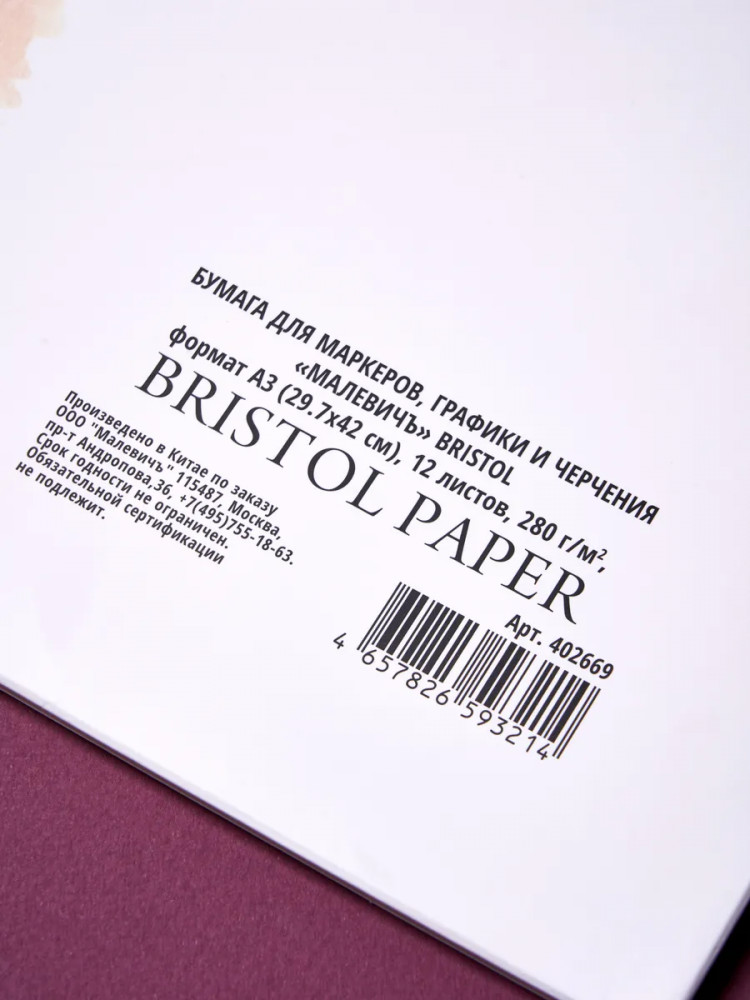 БУМАГА ДЛЯ МАРКЕРОВ, ГРАФИКИ И ЧЕРЧЕНИЯ
«МАЛЕВИЧЪ» BRISTOL
формат А3 (29.7х42 см), 12 листов, 280 г/м²,
BRISTOL PAPER
Произведено в Китае по заказу
ООО "Малевичъ" 115487, Москва,
пр-т Андропова,36, +7(495)755-18-63.
Срок годности не ограничен.
Обязательной сертификации
не подлежит.
Арт. 402669
4 657826 593214